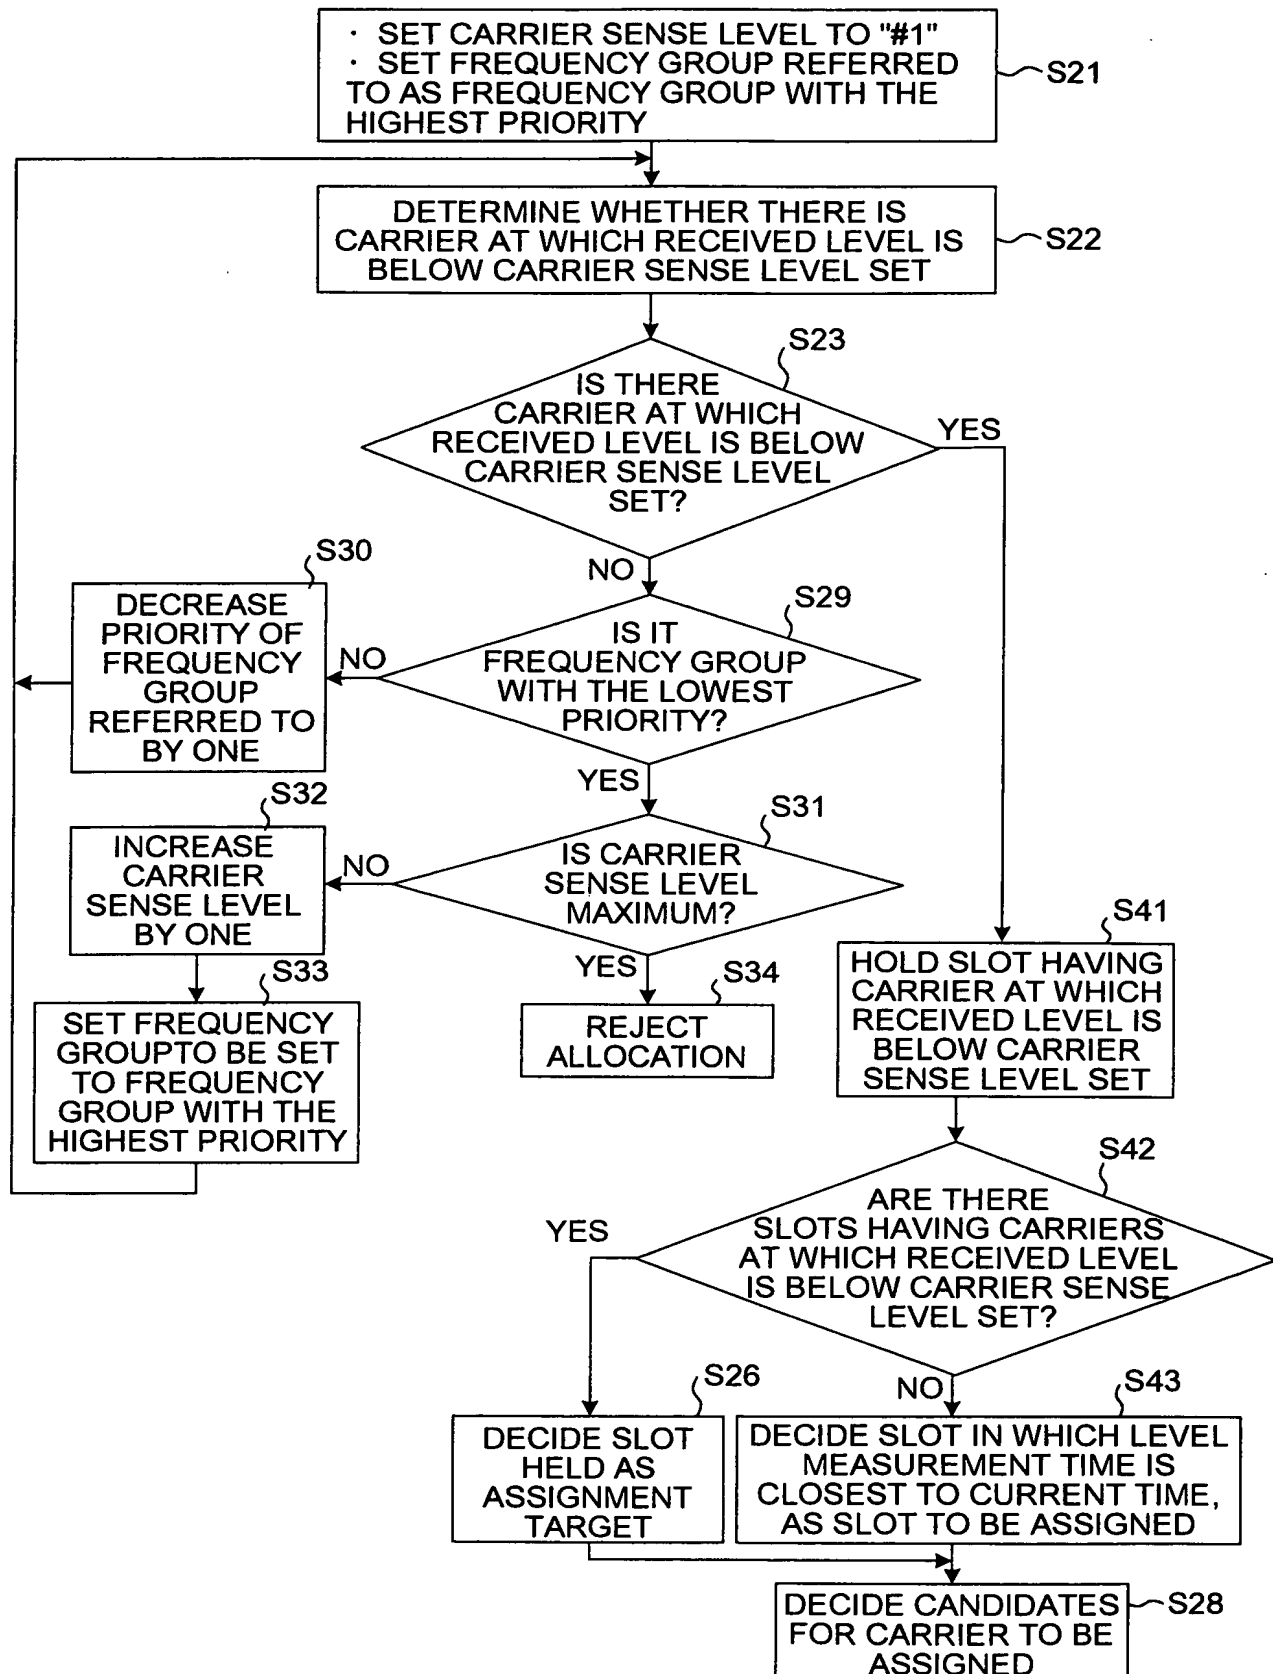 · SET CARRIER SENSE LEVEL TO "#1"
· SET FREQUENCY GROUP REFERRED
TO AS FREQUENCY GROUP WITH THE
HIGHEST PRIORITY
S21
DETERMINE WHETHER THERE IS
CARRIER AT WHICH RECEIVED LEVEL IS
BELOW CARRIER SENSE LEVEL SET
S22
S23
IS THERE
CARRIER AT WHICH
RECEIVED LEVEL IS BELOW
CARRIER SENSE LEVEL
SET?
YES
NO
S30
DECREASE
PRIORITY OF
FREQUENCY
GROUP
REFERRED TO
BY ONE
NO
S29
IS IT
FREQUENCY GROUP
WITH THE LOWEST
PRIORITY?
YES
S32
INCREASE
CARRIER
SENSE LEVEL
BY ONE
NO
S31
IS CARRIER
SENSE LEVEL
MAXIMUM?
YES
S33
SET FREQUENCY
GROUPTO BE SET
TO FREQUENCY
GROUP WITH THE
HIGHEST PRIORITY
S34
REJECT
ALLOCATION
S41
HOLD SLOT HAVING
CARRIER AT WHICH
RECEIVED LEVEL IS
BELOW CARRIER
SENSE LEVEL SET
S42
ARE THERE
SLOTS HAVING CARRIERS
AT WHICH RECEIVED LEVEL
IS BELOW CARRIER SENSE
LEVEL SET?
YES
NO
S26
DECIDE SLOT
HELD AS
ASSIGNMENT
TARGET
S43
DECIDE SLOT IN WHICH LEVEL
MEASUREMENT TIME IS
CLOSEST TO CURRENT TIME,
AS SLOT TO BE ASSIGNED
DECIDE CANDIDATES
FOR CARRIER TO BE
ASSIGNED
S28